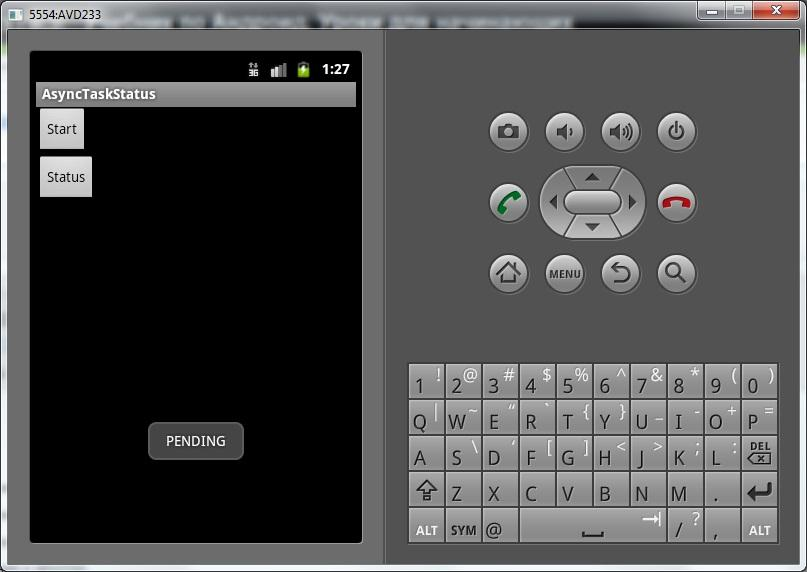 5554:AVD233
3G 1:27
AsyncTaskStatus
Start
Status
PENDING
MENU
1 ! 2 @ 3 # 4 $ 5 % 6 ^ 7 & 8 * 9 ( 0 )
Q | W ~ E “ R ` T { Y } U _ I - O + P =
A S \ D ‘ F [ G ] H < J > K ; L : DEL
Z X C V B N M .
ALT SYM @ / ? , ALT